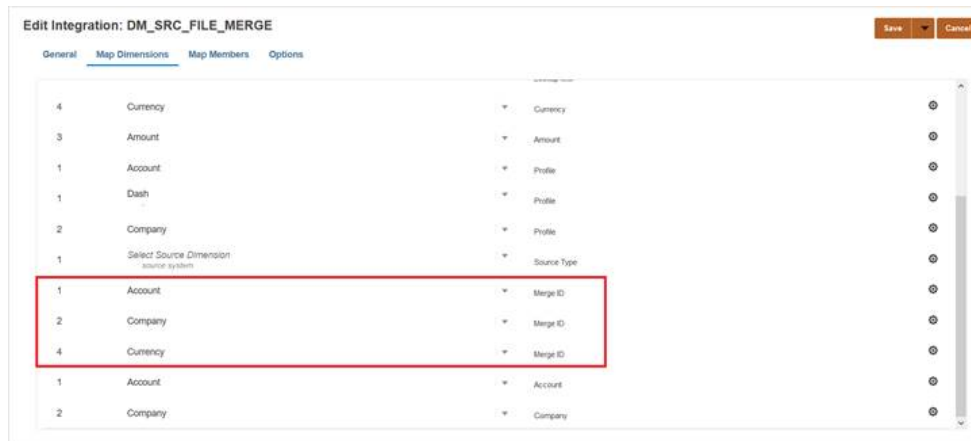 Edit Integration: DM_SRC_FILE_MERGE
Save Cancel
General Map Dimensions Map Members Options
4 Currency Currency
3 Amount Amount
1 Account Profile
1 Dash Profile
-
2 Company Profile
1 Select Source Dimension Source Type
source system
1 Account Merge ID
2 Company Merge ID
4 Currency Merge ID
1 Account Account
2 Company Company